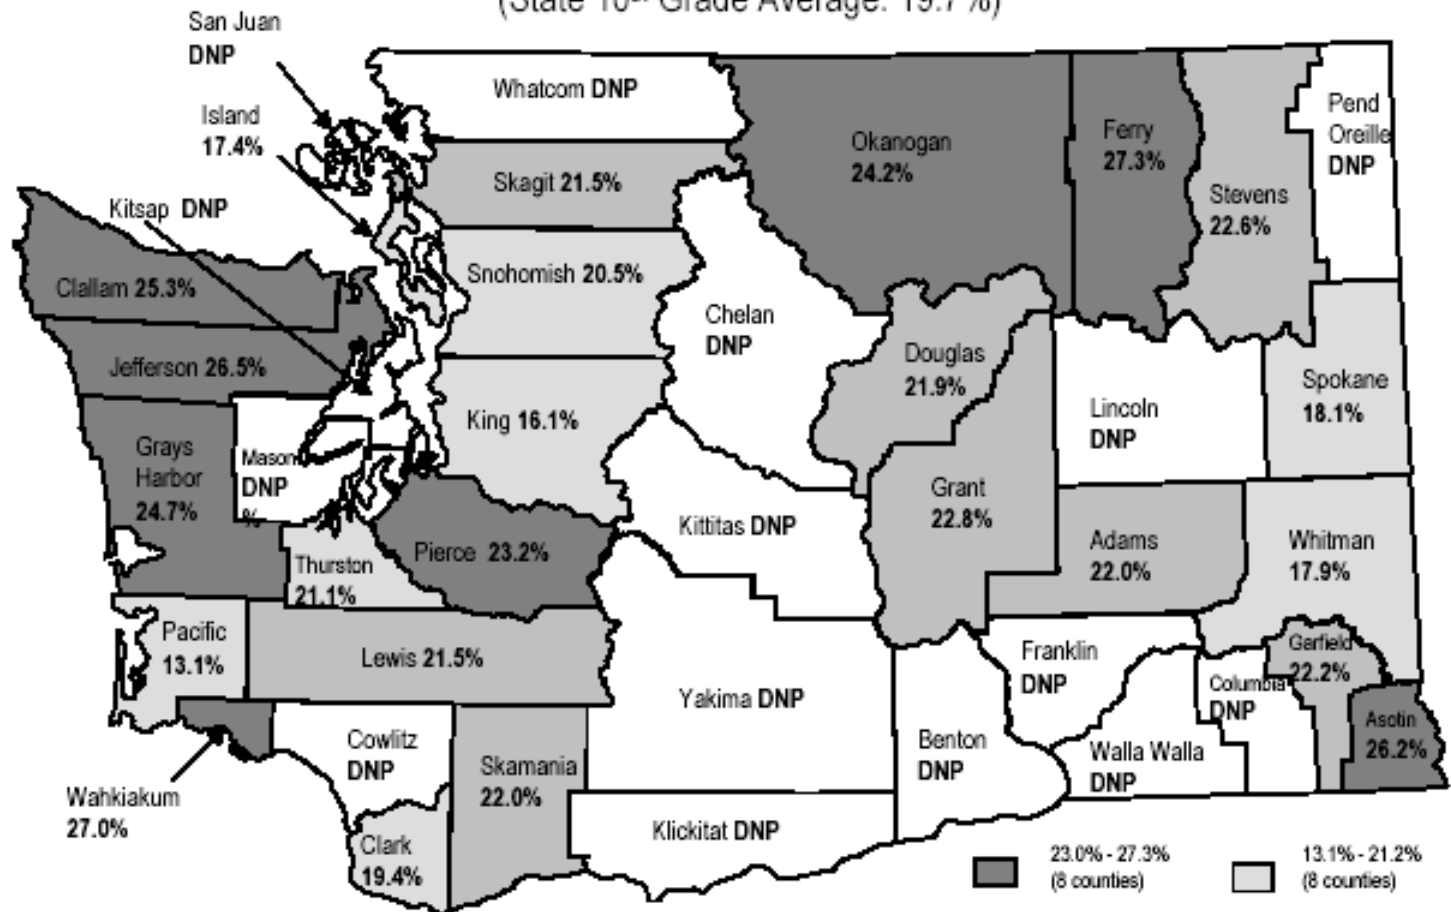 (State 10th Grade Average: 19.7%)
San Juan
DNP
Island
17.4%
Kitsap DNP
Whatcom DNP
Skagit 21.5%
Snohomish 20.5%
King 16.1%
Okanogan
24.2%
Ferry
27.3%
Stevens
22.6%
Pend
Oreille
DNP
Clallam 25.3%
Jefferson 26.5%
Grays
Harbor
24.7%
Mason
DNP
%
Chelan
DNP
Douglas
21.9%
Lincoln
DNP
Spokane
18.1%
Thurston
21.1%
Pierce 23.2%
Kittitas DNP
Grant
22.8%
Adams
22.0%
Whitman
17.9%
Pacific
13.1%
Lewis 21.5%
Yakima DNP
Franklin
DNP
Columbia
DNP
Garfield
22.2%
Asotin
26.2%
Wahkiakum
27.0%
Cowlitz
DNP
Skamania
22.0%
Benton
DNP
Walla Walla
DNP
Clark
19.4%
Klickitat DNP
23.0% - 27.3%
(8 counties)
13.1% - 21.2%
(8 counties)